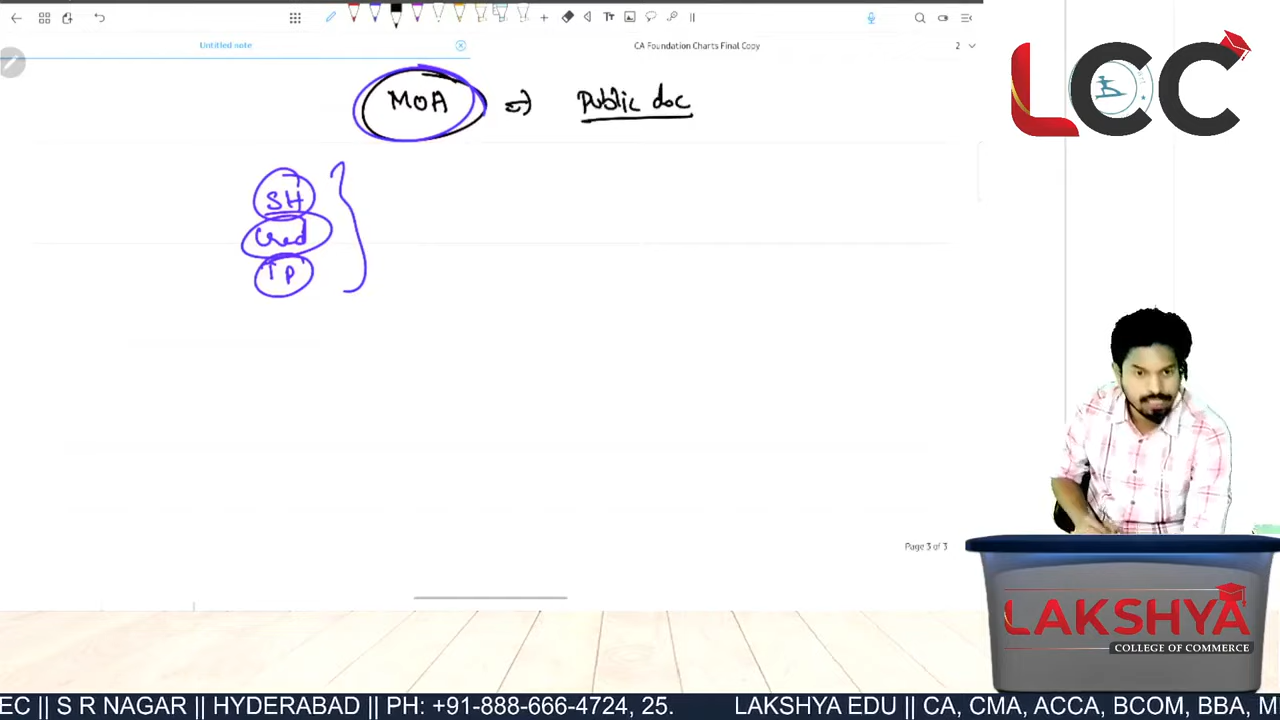 Untitled note
CA Foundation Charts Final Copy
2
MOA ⇒ Public doc
SH
Cred
TP
Page 3 of 3
LCC
LAKSHYA
COLLEGE OF COMMERCE
EC || S R NAGAR || HYDERABAD || PH: +91-888-666-4724, 25. LAKSHYA EDU || CA, CMA, ACCA, BCOM, BBA, M